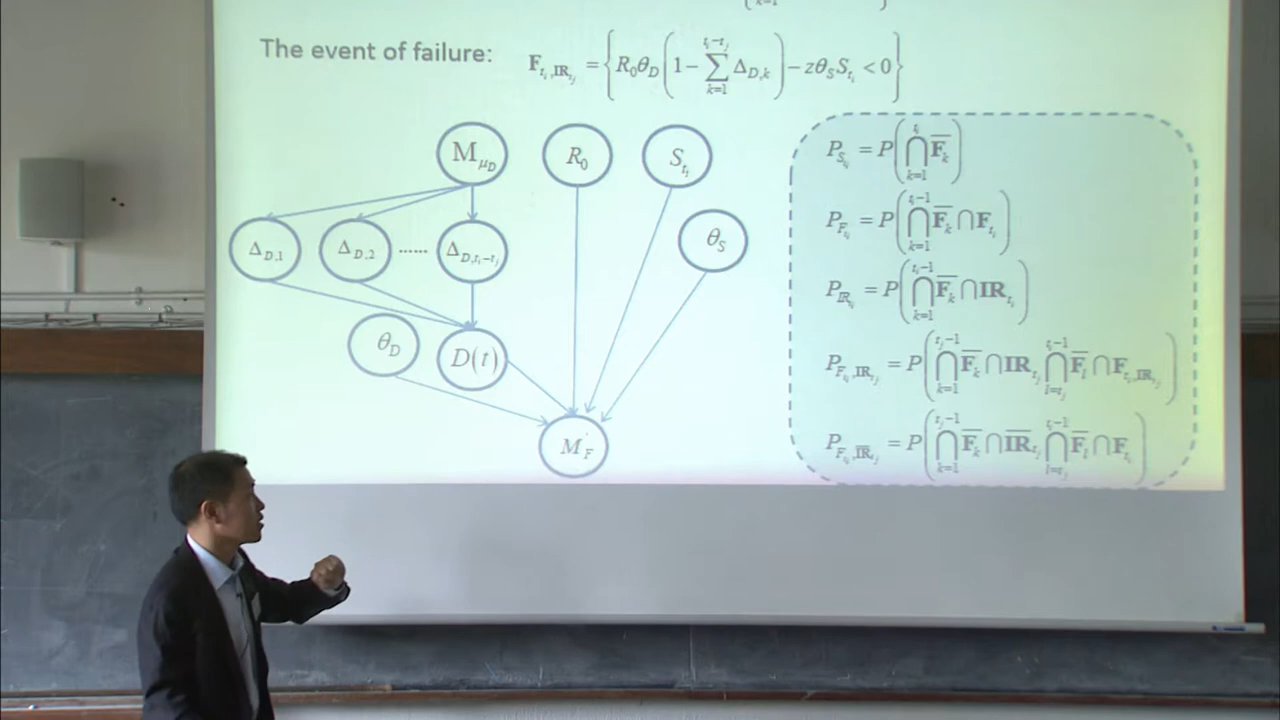 k=1
The event of failure: F_{t_i,IR_{t_j}} = { R_0 θ_D ( 1 − ∑_{k=1}^{t_i−t_j} Δ_{D,k} ) − zθ_S S_{t_i} < 0 }
M_{μ_D} R_0 S_{t_i}
θ_S
Δ_{D,1} Δ_{D,2} ...... Δ_{D,t_i−t_j}
θ_D D(t)
M_F
P_{S_{t_i}} = P( ⋂_{k=1}^{t_i} F̅_k )
P_{F_{t_i}} = P( ⋂_{k=1}^{t_i−1} F̅_k ⋂ F_{t_i} )
P_{IR_{t_i}} = P( ⋂_{k=1}^{t_i−1} F̅_k ⋂ IR_{t_i} )
P_{F_{t_i},IR_{t_j}} = P( ⋂_{k=1}^{t_j−1} F̅_k ⋂ IR_{t_j} ⋂_{l=t_j}^{t_i−1} F̅_l ⋂ F_{t_i,IR_{t_j}} )
P_{F_{t_i},I̅R̅_{t_j}} = P( ⋂_{k=1}^{t_j−1} F̅_k ⋂ I̅R̅_{t_j} ⋂_{l=t_j}^{t_i−1} F̅_l ⋂ F_{t_i} )